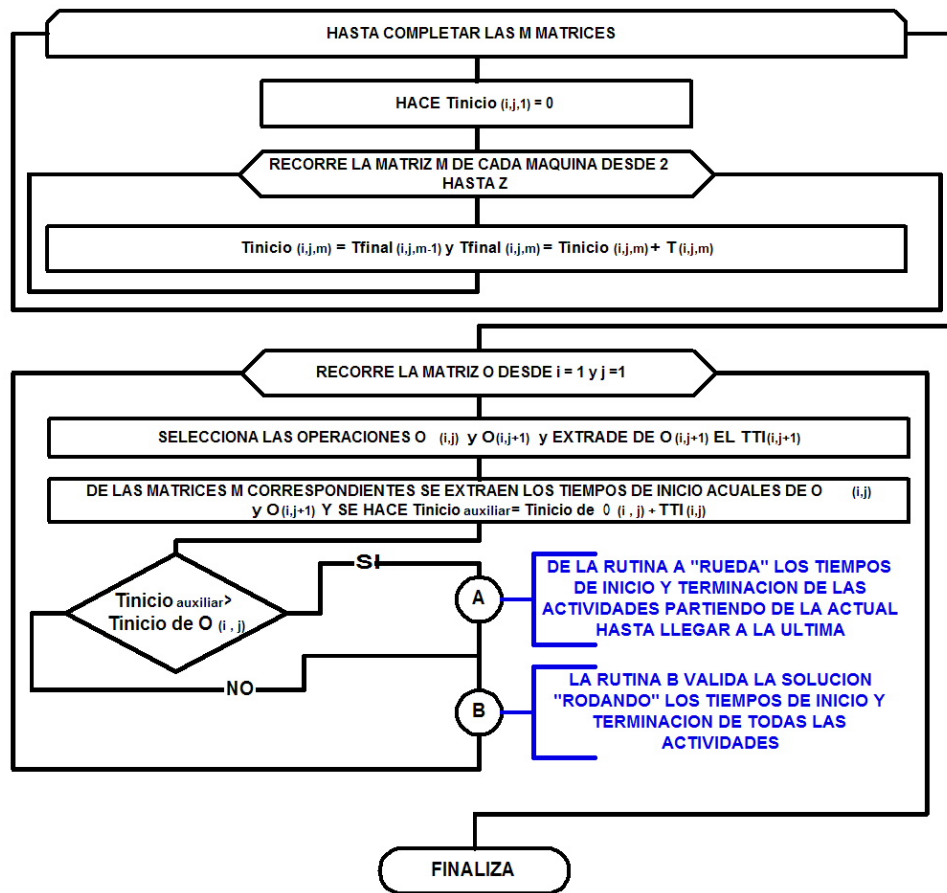 HASTA COMPLETAR LAS M MATRICES
HACE Tinicio (i,j,1) = 0
RECORRE LA MATRIZ M DE CADA MAQUINA DESDE 2
HASTA Z
Tinicio (i,j,m) = Tfinal (i,j,m-1) y Tfinal (i,j,m) = Tinicio (i,j,m) + T (i,j,m)
RECORRE LA MATRIZ O DESDE i = 1 y j =1
SELECCIONA LAS OPERACIONES O (i,j) y O (i,j+1) y EXTRADE DE O (i,j+1) EL TTI (i,j+1)
DE LAS MATRICES M CORRESPONDIENTES SE EXTRAEN LOS TIEMPOS DE INICIO ACUALES DE O (i,j)
y O (i,j+1) Y SE HACE Tinicio auxiliar = Tinicio de 0 (i , j) + TTI (i,j)
SI
Tinicio auxiliar >
Tinicio de O (i , j)
NO
A
DE LA RUTINA A "RUEDA" LOS TIEMPOS
DE INICIO Y TERMINACION DE LAS
ACTIVIDADES PARTIENDO DE LA ACTUAL
HASTA LLEGAR A LA ULTIMA
B
LA RUTINA B VALIDA LA SOLUCION
"RODANDO" LOS TIEMPOS DE INICIO Y
TERMINACION DE TODAS LAS
ACTIVIDADES
FINALIZA